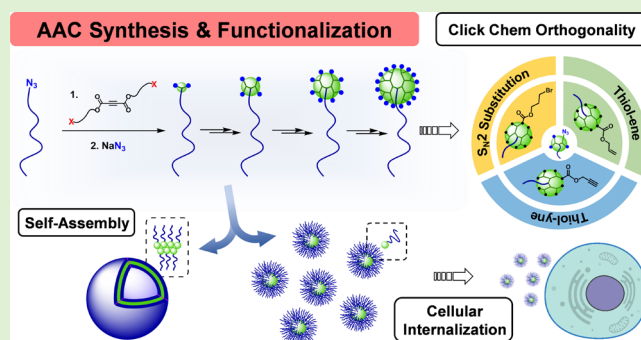 AAC Synthesis & Functionalization
Click Chem Orthogonality
N3
1.
X
O
O
O
O
X
2. NaN3
SN2 Substitution
Thiol-ene
Thiol-yne
Br
O
O
N3
O
O
O
O
Self-Assembly
Cellular
Internalization